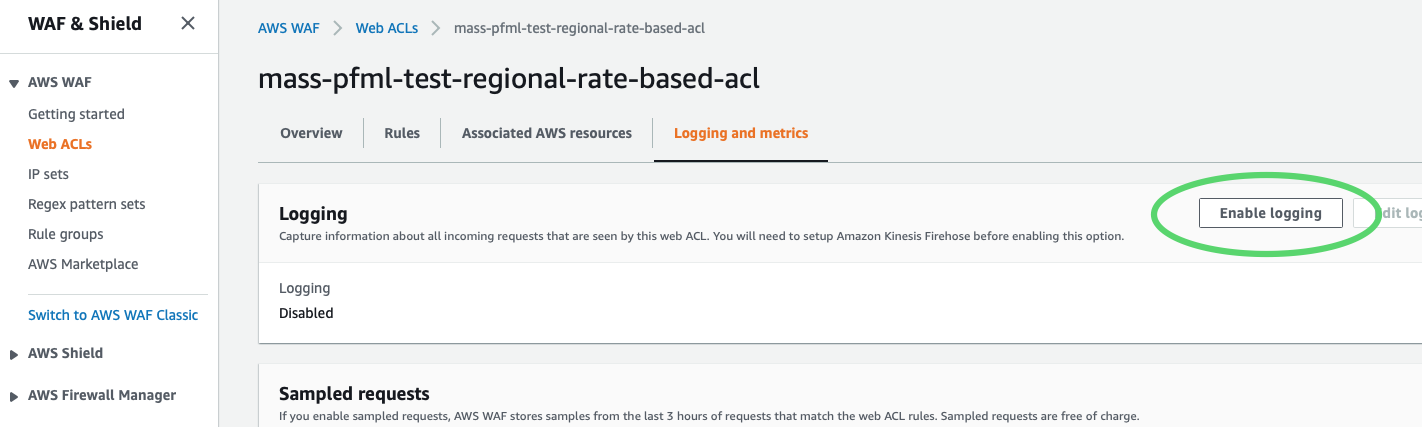 WAF & Shield
AWS WAF
Getting started
Web ACLs
IP sets
Regex pattern sets
Rule groups
AWS Marketplace
Switch to AWS WAF Classic
AWS Shield
AWS Firewall Manager
AWS WAF Web ACLs mass-pfml-test-regional-rate-based-acl
mass-pfml-test-regional-rate-based-acl
Overview Rules Associated AWS resources Logging and metrics
Logging
Enable logging
Capture information about all incoming requests that are seen by this web ACL. You will need to setup Amazon Kinesis Firehose before enabling this option.
Logging
Disabled
Sampled requests
If you enable sampled requests, AWS WAF stores samples from the last 3 hours of requests that match the web ACL rules. Sampled requests are free of charge.